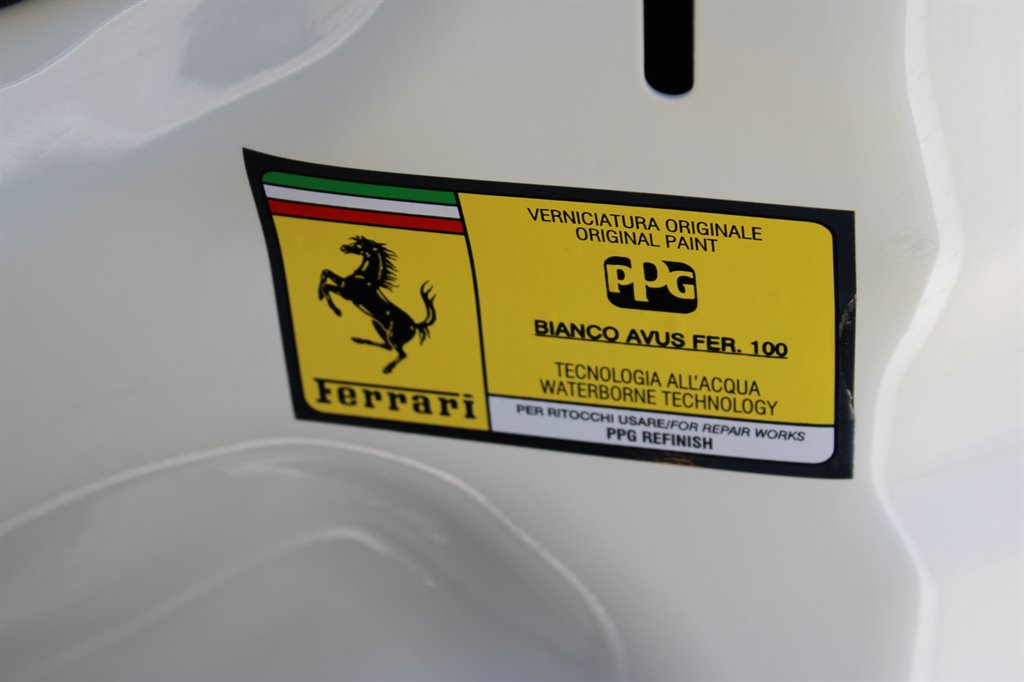 VERNICIATURA ORIGINALE
ORIGINAL PAINT
PPG
BIANCO AVUS FER. 100
TECNOLOGIA ALL'ACQUA
WATERBORNE TECHNOLOGY
Ferrari
PER RITOCCHI USARE/FOR REPAIR WORKS
PPG REFINISH